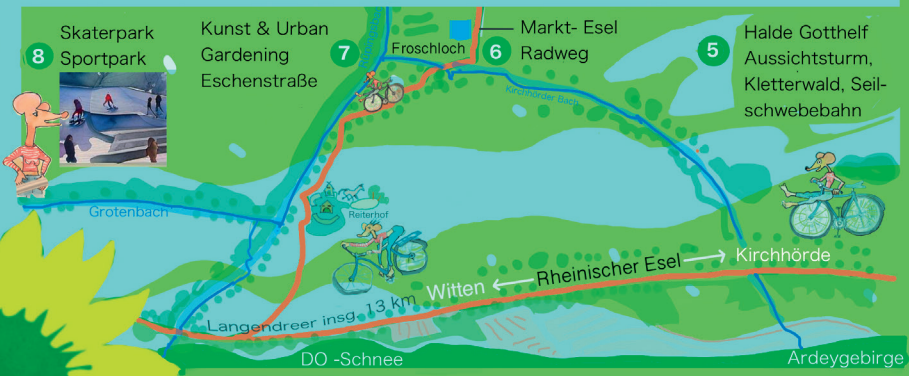 8
Skaterpark
Sportpark
Kunst & Urban
Gardening
Eschenstraße
7
Froschloch
6
Markt- Esel
Radweg
5
Halde Gotthelf
Aussichtsturm,
Kletterwald, Seil-
schwebebahn
Kirchhörder Bach
Grotenbach
Reiterhof
Witten
Rheinischer Esel
Kirchhörde
Langendreer insg. 13 km
DO -Schnee
Ardeygebirge